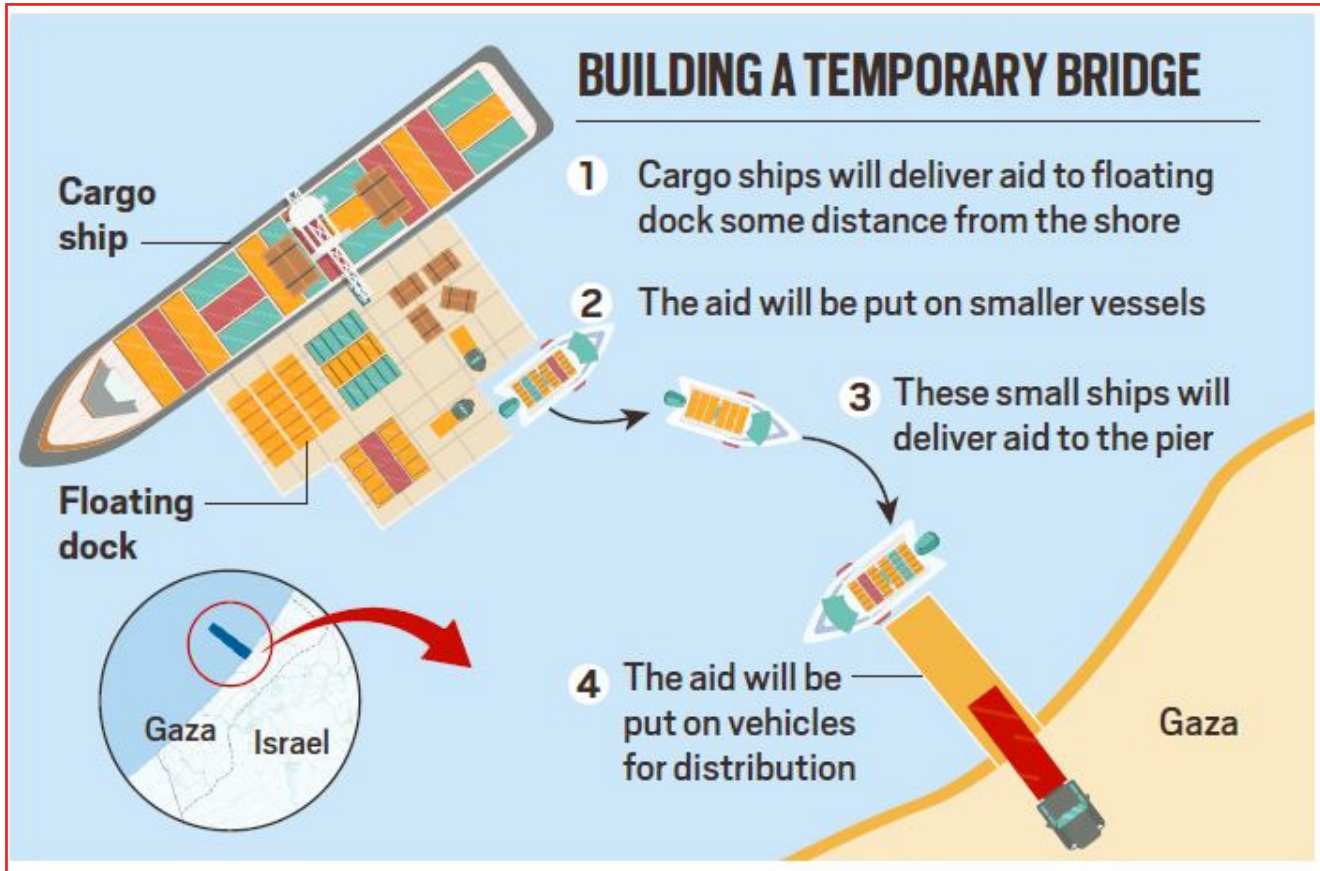 BUILDING A TEMPORARY BRIDGE
1 Cargo ships will deliver aid to floating
dock some distance from the shore
Cargo
ship
2 The aid will be put on smaller vessels
3 These small ships will
deliver aid to the pier
Floating
dock
4 The aid will be
put on vehicles
for distribution
Gaza
Israel
Gaza